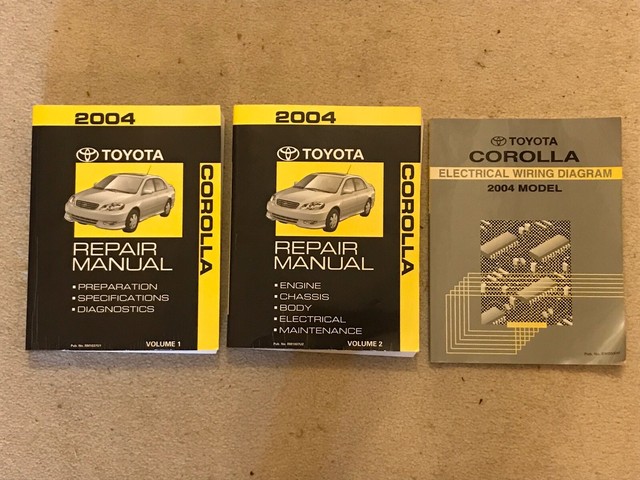 2004
TOYOTA
COROLLA
REPAIR
MANUAL
PREPARATION
SPECIFICATIONS
DIAGNOSTICS
VOLUME 1
2004
TOYOTA
COROLLA
REPAIR
MANUAL
ENGINE
CHASSIS
BODY
ELECTRICAL
MAINTENANCE
VOLUME 2
TOYOTA
COROLLA
ELECTRICAL WIRING DIAGRAM
2004 MODEL